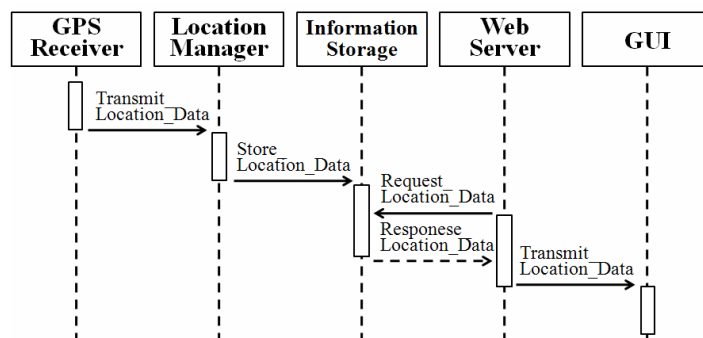 GPS
Receiver
Location
Manager
Information
Storage
Web
Server
GUI
Transmit_
Location_Data
Store_
Location_Data
Request_
Location_Data
Responese_
Location_Data
Transmit_
Location_Data